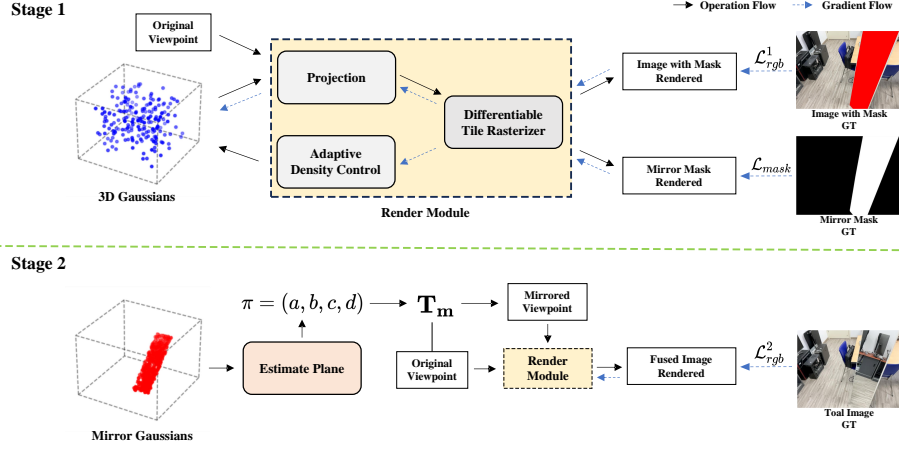 Stage 1
Operation Flow
Gradient Flow
Original
Viewpoint
3D Gaussians
Projection
Adaptive
Density Control
Differentiable
Tile Rasterizer
Render Module
Image with Mask
Rendered
Mirror Mask
Rendered
$\mathcal{L}^{1}_{rgb}$
Image with Mask
GT
$\mathcal{L}_{mask}$
Mirror Mask
GT
Stage 2
Mirror Gaussians
π = (a, b, c, d)
Estimate Plane
$\mathbf{T_m}$
Mirrored
Viewpoint
Original
Viewpoint
Render
Module
Fused Image
Rendered
$\mathcal{L}^{2}_{rgb}$
Toal Image
GT